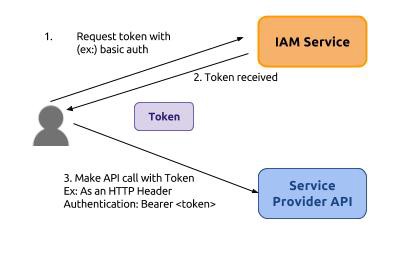 1. Request token with
(ex:) basic auth
IAM Service
2. Token received
Token
3. Make API call with Token
Ex: As an HTTP Header
Authentication: Bearer <token>
Service
Provider API